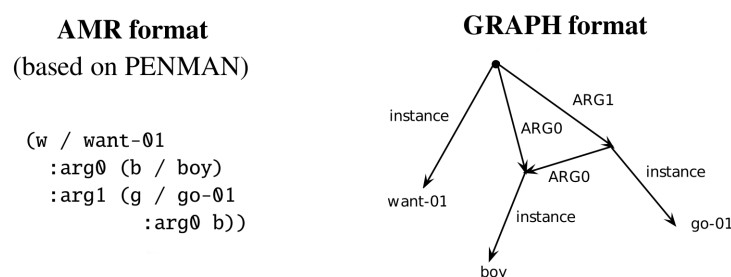 AMR format
(based on PENMAN)
(w / want-01
:arg0 (b / boy)
:arg1 (g / go-01
:arg0 b))
GRAPH format
instance
ARG1
ARG0
ARG0
instance
want-01
instance
go-01
boy